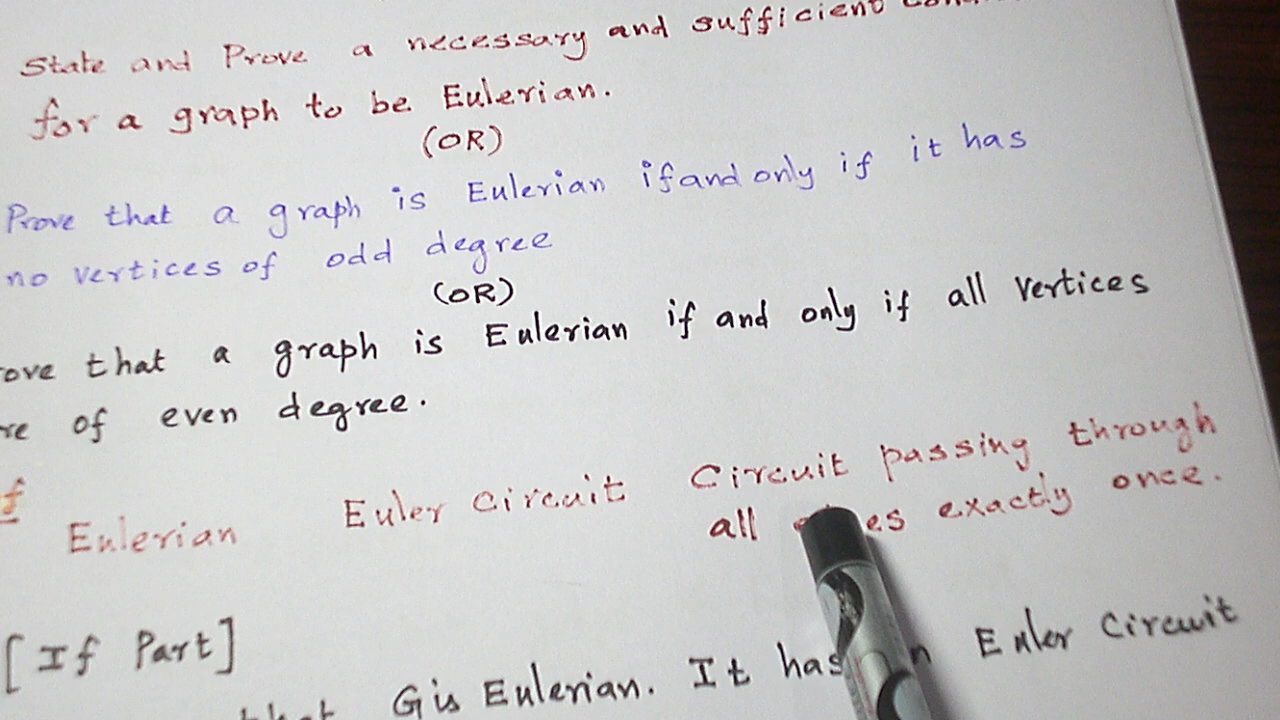 State and Prove a necessary and sufficient
for a graph to be Eulerian.
(OR)
Prove that a graph is Eulerian if and only if it has
no vertices of odd degree
(OR)
ove that a graph is Eulerian if and only if all vertices
re of even degree.
f
Eulerian Euler circuit Circuit passing through
all es exactly once.
[If Part]
that G is Eulerian. It has n Euler Circuit